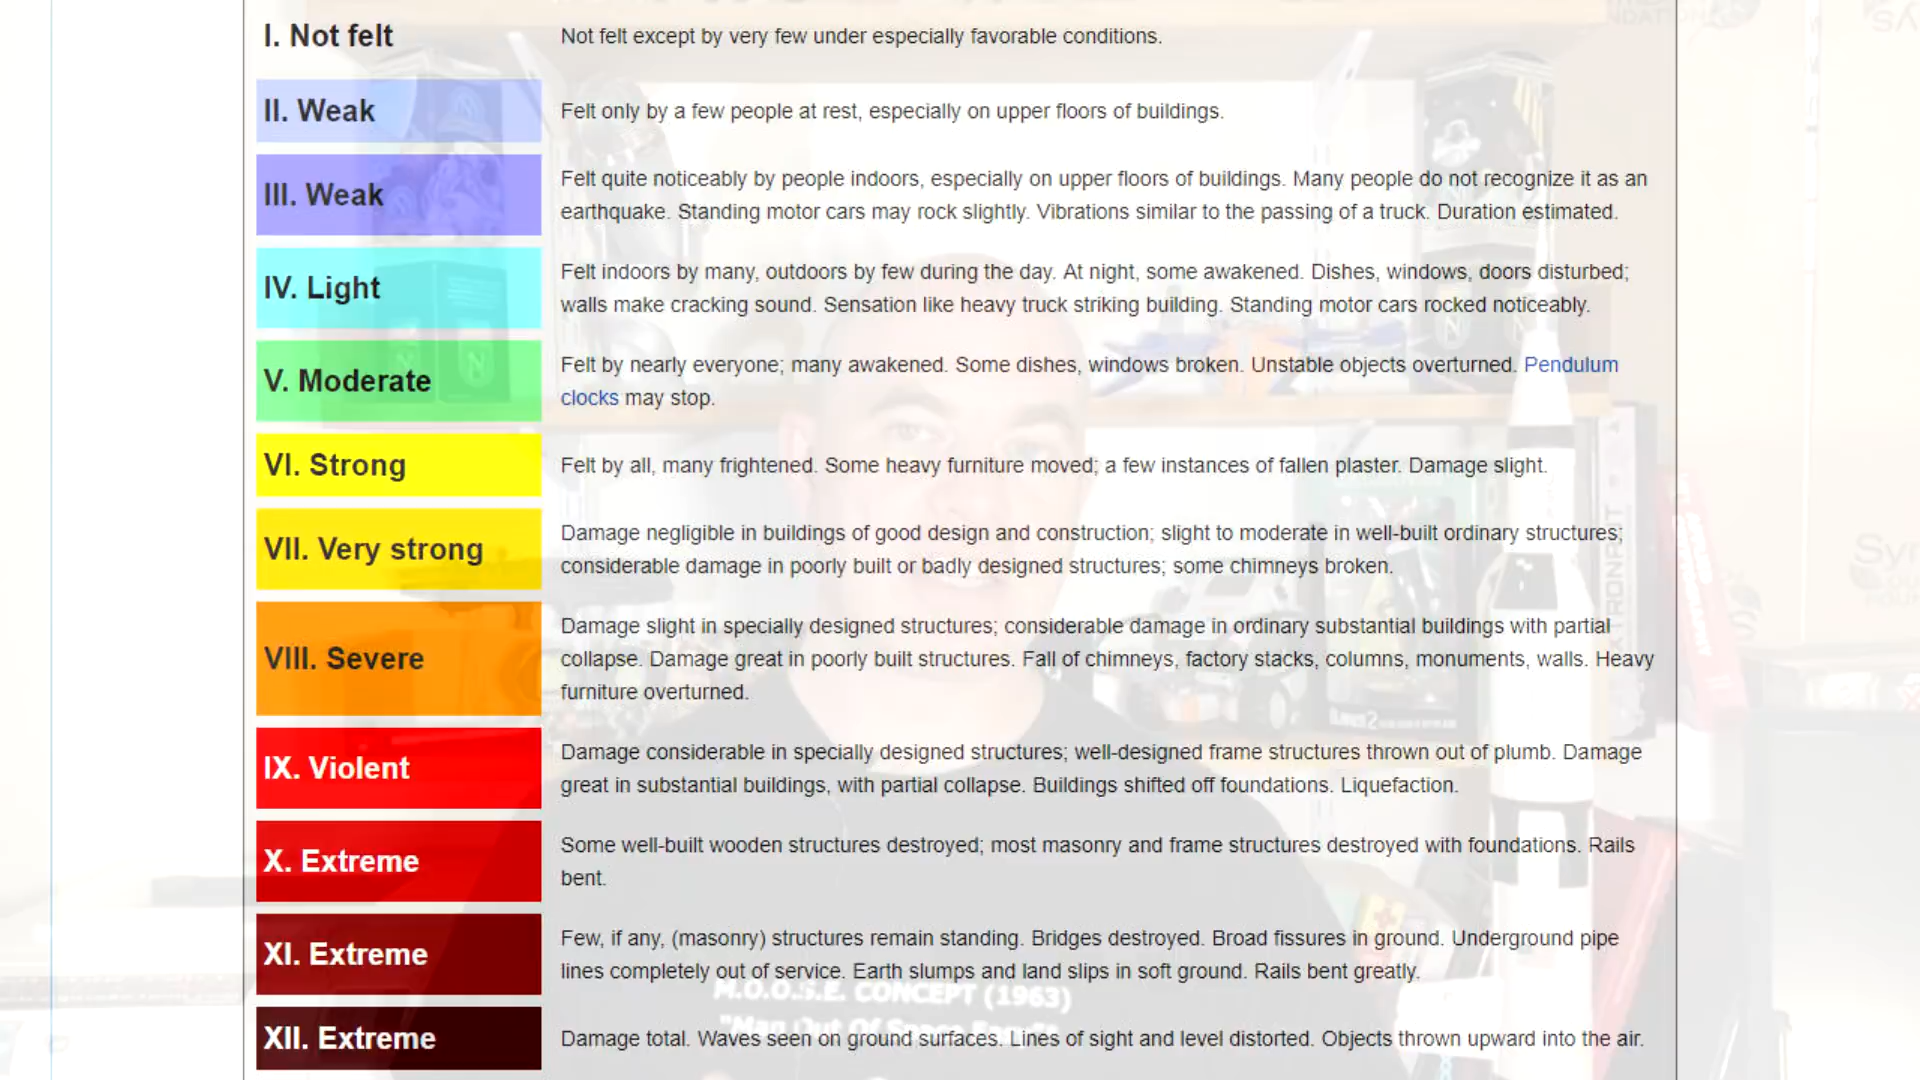 I. Not felt
Not felt except by very few under especially favorable conditions.
II. Weak
Felt only by a few people at rest, especially on upper floors of buildings.
III. Weak
Felt quite noticeably by people indoors, especially on upper floors of buildings. Many people do not recognize it as an
earthquake. Standing motor cars may rock slightly. Vibrations similar to the passing of a truck. Duration estimated.
IV. Light
Felt indoors by many, outdoors by few during the day. At night, some awakened. Dishes, windows, doors disturbed;
walls make cracking sound. Sensation like heavy truck striking building. Standing motor cars rocked noticeably.
V. Moderate
Felt by nearly everyone; many awakened. Some dishes, windows broken. Unstable objects overturned. Pendulum
clocks may stop.
VI. Strong
Felt by all, many frightened. Some heavy furniture moved; a few instances of fallen plaster. Damage slight.
VII. Very strong
Damage negligible in buildings of good design and construction; slight to moderate in well-built ordinary structures;
considerable damage in poorly built or badly designed structures; some chimneys broken.
VIII. Severe
Damage slight in specially designed structures; considerable damage in ordinary substantial buildings with partial
collapse. Damage great in poorly built structures. Fall of chimneys, factory stacks, columns, monuments, walls. Heavy
furniture overturned.
IX. Violent
Damage considerable in specially designed structures; well-designed frame structures thrown out of plumb. Damage
great in substantial buildings, with partial collapse. Buildings shifted off foundations. Liquefaction.
X. Extreme
Some well-built wooden structures destroyed; most masonry and frame structures destroyed with foundations. Rails
bent.
XI. Extreme
Few, if any, (masonry) structures remain standing. Bridges destroyed. Broad fissures in ground. Underground pipe
lines completely out of service. Earth slumps and land slips in soft ground. Rails bent greatly.
M.O.O.S.E. CONCEPT (1963)
"Man Out Of Space
XII. Extreme
Damage total. Waves seen on ground surfaces. Lines of sight and level distorted. Objects thrown upward into the air.